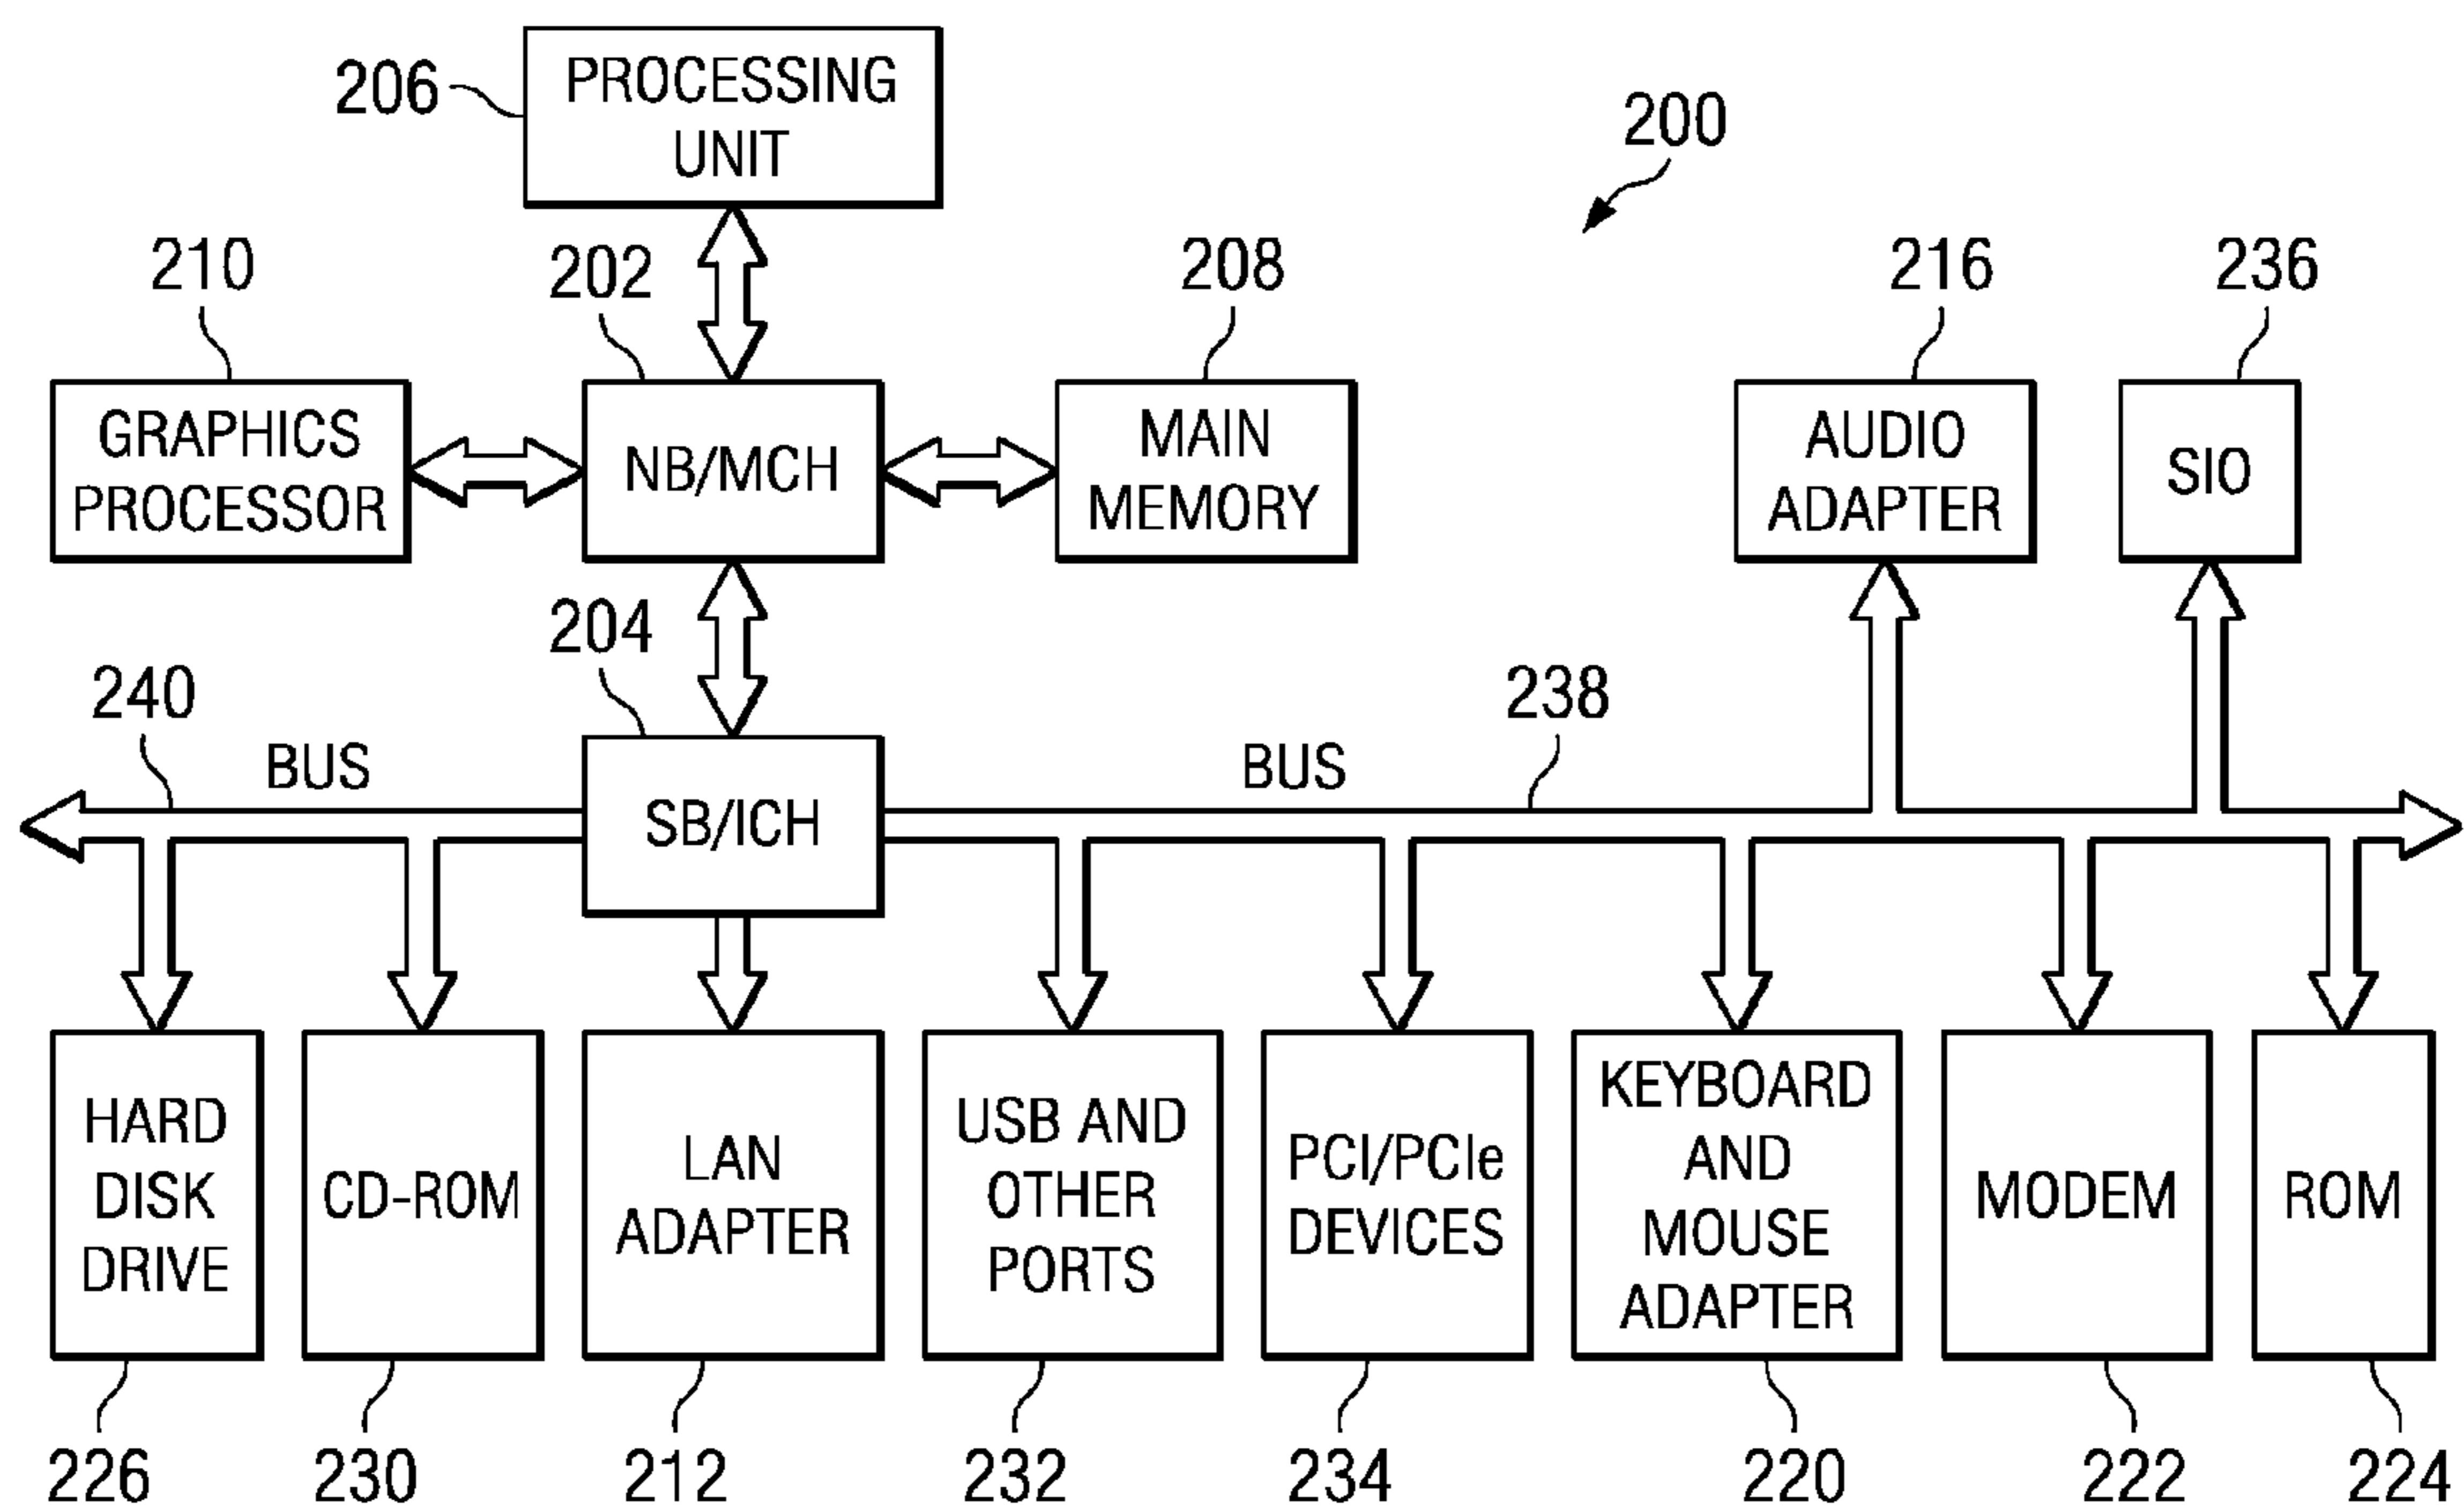 PROCESSING
UNIT
206
200
210
202
208
216
236
GRAPHICS
PROCESSOR
NB/MCH
MAIN
MEMORY
AUDIO
ADAPTER
SIO
204
240
238
BUS
BUS
SB/ICH
HARD
DISK
DRIVE
CD-ROM
LAN
ADAPTER
USB AND
OTHER
PORTS
PCI/PCIe
DEVICES
KEYBOARD
AND
MOUSE
ADAPTER
MODEM
ROM
226
230
212
232
234
220
222
224